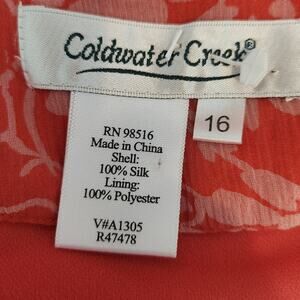 Coldwater Creek®
16
RN 98516
Made in China
Shell:
100% Silk
Lining:
100% Polyester
V#A1305
R47478